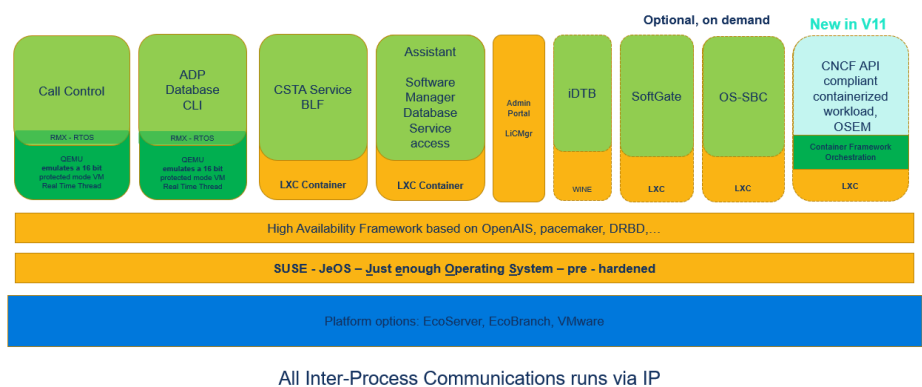 Optional, on demand
New in V11
Call Control
RMX - RTOS
QEMU
emulates a 16 bit
protected mode VM
Real Time Thread
ADP
Database
CLI
RMX - RTOS
QEMU
emulates a 16 bit
protected mode VM
Real Time Thread
CSTA Service
BLF
LXC Container
Assistant
Software
Manager
Database
Service
access
LXC Container
Admin
Portal
LiCMgr
iDTB
WINE
SoftGate
LXC
OS-SBC
LXC
CNCF API
compliant
containerized
workload,
OSEM
Container Framework
Orchestration
LXC
High Availability Framework based on OpenAIS, pacemaker, DRBD,...
SUSE - JeOS – Just enough Operating System – pre - hardened
Platform options: EcoServer, EcoBranch, VMware
All Inter-Process Communications runs via IP